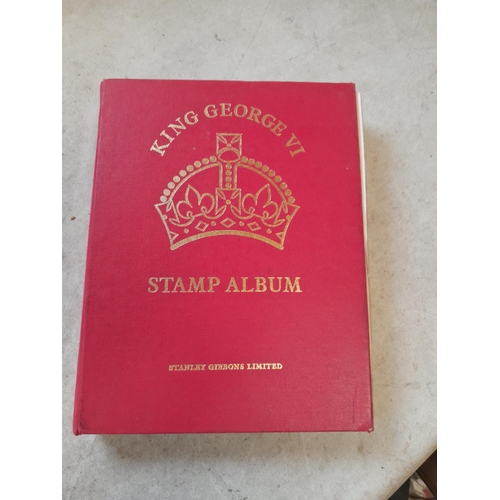 KING GEORGE VI
STAMP ALBUM
STANLEY GIBBONS LIMITED